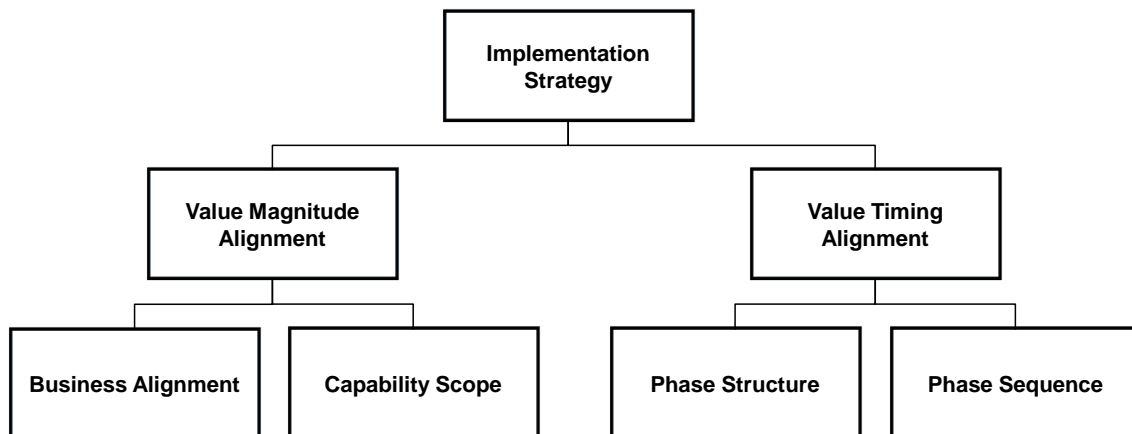 Implementation
Strategy
Value Magnitude
Alignment
Value Timing
Alignment
Business Alignment
Capability Scope
Phase Structure
Phase Sequence